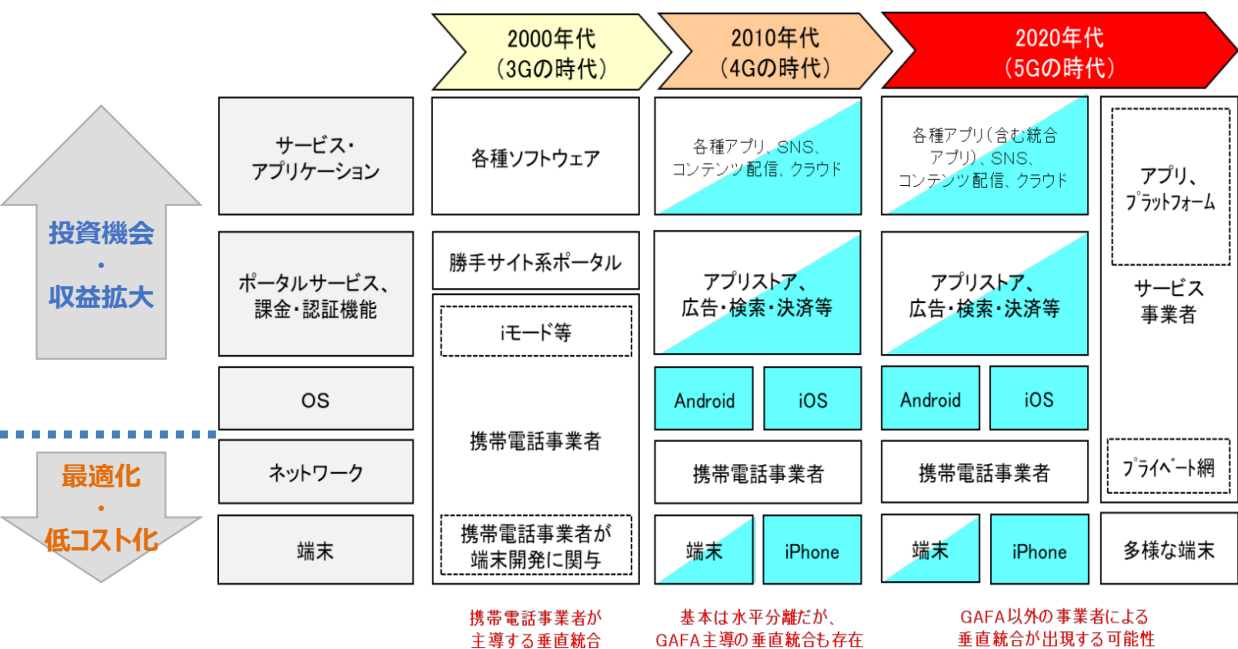 2000年代
（3Gの時代）
2010年代
（4Gの時代）
2020年代
（5Gの時代）
投資機会
・
収益拡大
最適化
・
低コスト化
サービス・
アプリケーション
各種ソフトウェア
各種アプリ、SNS、
コンテンツ配信、クラウド
各種アプリ（含む統合
アプリ）、SNS、
コンテンツ配信、クラウド
アプリ、
プラットフォーム
サービス
事業者
ポータルサービス、
課金・認証機能
勝手サイト系ポータル
iモード等
アプリストア、
広告・検索・決済等
アプリストア、
広告・検索・決済等
OS
携帯電話事業者
Android
iOS
Android
iOS
ネットワーク
携帯電話事業者
携帯電話事業者
プライベート網
端末
携帯電話事業者が
端末開発に関与
端末
iPhone
端末
iPhone
多様な端末
携帯電話事業者が
主導する垂直統合
基本は水平分離だが、
GAFA主導の垂直統合も存在
GAFA以外の事業者による
垂直統合が出現する可能性